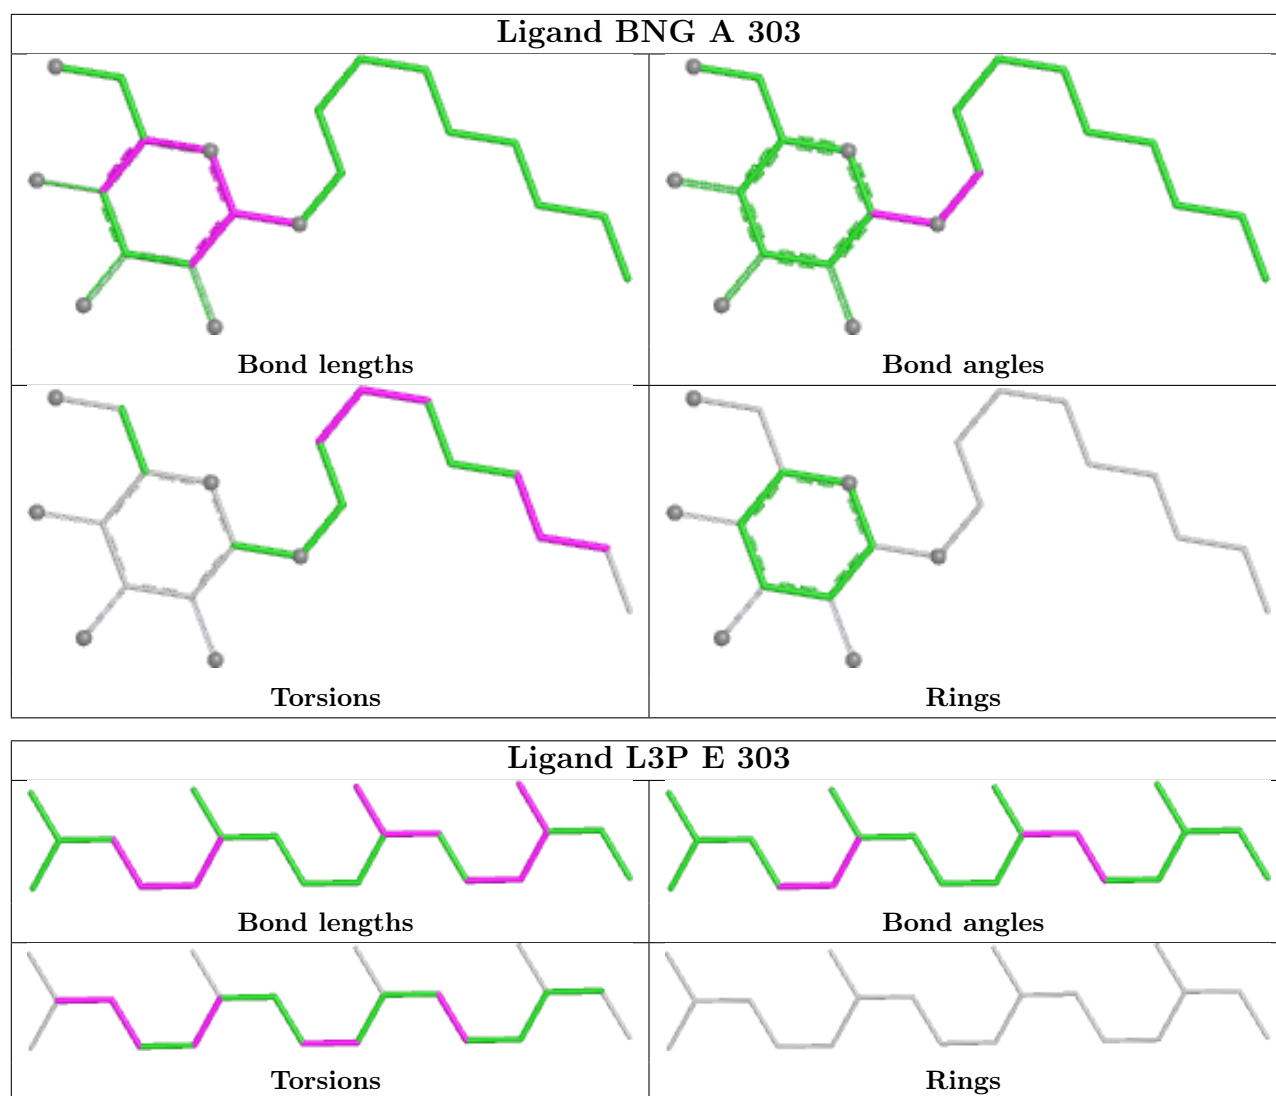 Ligand BNG A 303
Bond lengths
Bond angles
Torsions
Rings
Ligand L3P E 303
Bond lengths
Bond angles
Torsions
Rings